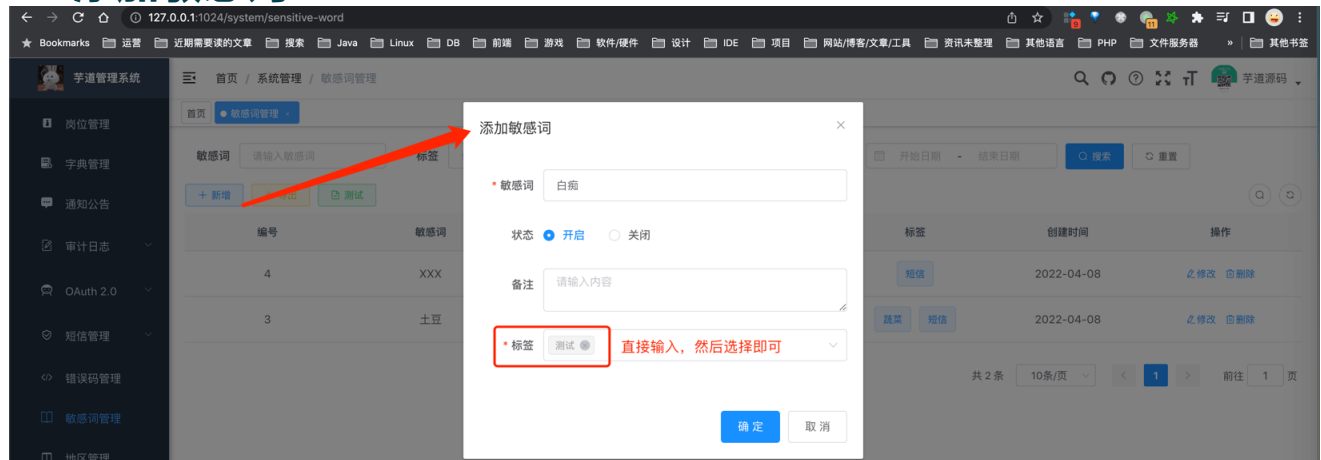 127.0.0.1:1024/system/sensitive-word
9
11
Bookmarks 运营 近期需要读的文章 搜索 Java Linux DB 前端 游戏 软件/硬件 设计 IDE 项目 网站/博客/文章/工具 资讯未整理 其他语言 PHP 文件服务器 » 其他书签
芋道管理系统 首页 / 系统管理 / 敏感词管理 芋道源码
首页 敏感词管理 ×
岗位管理
字典管理
通知公告
审计日志
OAuth 2.0
短信管理
错误码管理
敏感词管理
敏感词 请输入敏感词 标签 开始日期 - 结束日期 搜索 重置
新增 导出 测试
编号 敏感词 标签 创建时间 操作
4 XXX 短信 2022-04-08 修改 删除
3 土豆 蔬菜 短信 2022-04-08 修改 删除
共 2 条 10条/页 < 1 > 前往 1 页
添加敏感词 ×
* 敏感词 白痴
状态 开启 关闭
备注 请输入内容
* 标签 测试 直接输入，然后选择即可
确 定 取 消